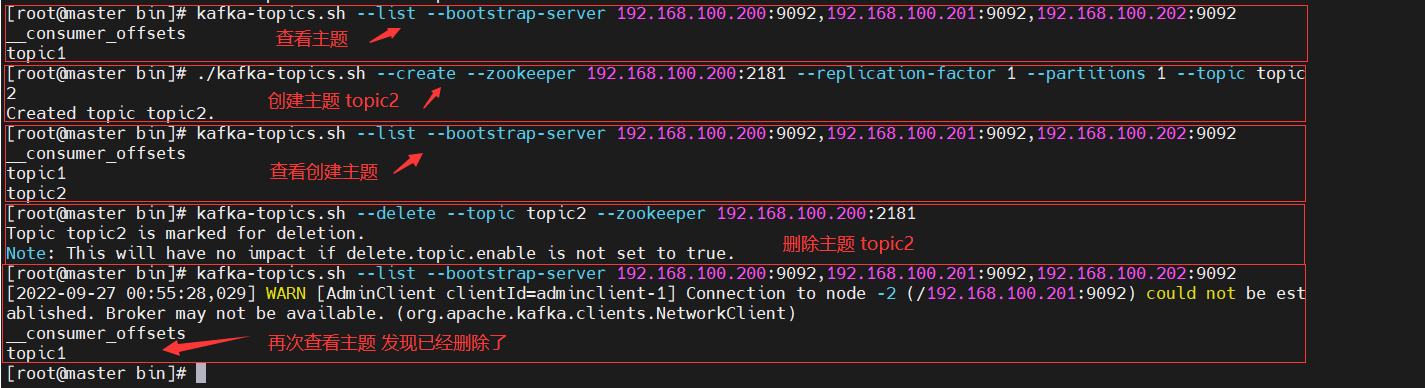 [root@master bin]# kafka-topics.sh --list --bootstrap-server 192.168.100.200:9092,192.168.100.201:9092,192.168.100.202:9092
__consumer_offsets
查看主题
topic1
[root@master bin]# ./kafka-topics.sh --create --zookeeper 192.168.100.200:2181 --replication-factor 1 --partitions 1 --topic topic
2
创建主题 topic2
Created topic topic2.
[root@master bin]# kafka-topics.sh --list --bootstrap-server 192.168.100.200:9092,192.168.100.201:9092,192.168.100.202:9092
__consumer_offsets
topic1
查看创建主题
topic2
[root@master bin]# kafka-topics.sh --delete --topic topic2 --zookeeper 192.168.100.200:2181
Topic topic2 is marked for deletion.
删除主题 topic2
Note: This will have no impact if delete.topic.enable is not set to true.
[root@master bin]# kafka-topics.sh --list --bootstrap-server 192.168.100.200:9092,192.168.100.201:9092,192.168.100.202:9092
[2022-09-27 00:55:28,029] WARN [AdminClient clientId=adminclient-1] Connection to node -2 (/192.168.100.201:9092) could not be est
ablished. Broker may not be available. (org.apache.kafka.clients.NetworkClient)
__consumer_offsets
再次查看主题 发现已经删除了
topic1
[root@master bin]#